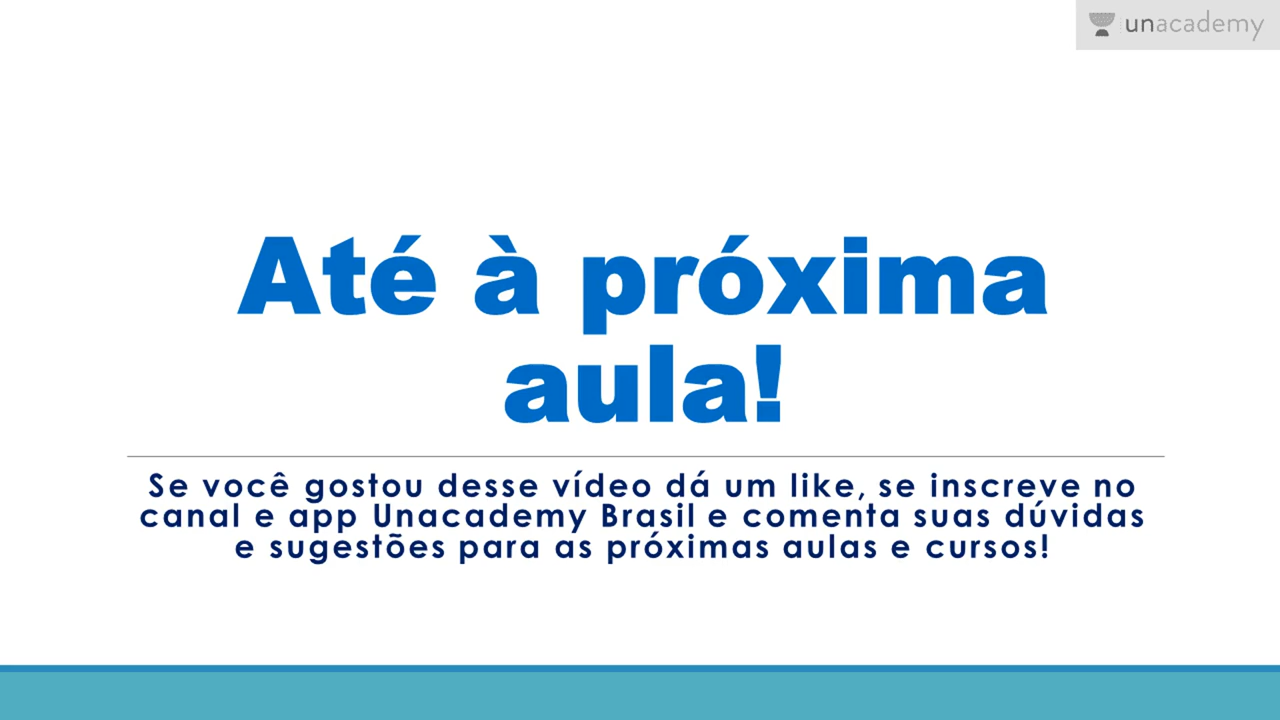 unacademy
Até à próxima
aula!
Se você gostou desse vídeo dá um like, se inscreve no
canal e app Unacademy Brasil e comenta suas dúvidas
e sugestões para as próximas aulas e cursos!